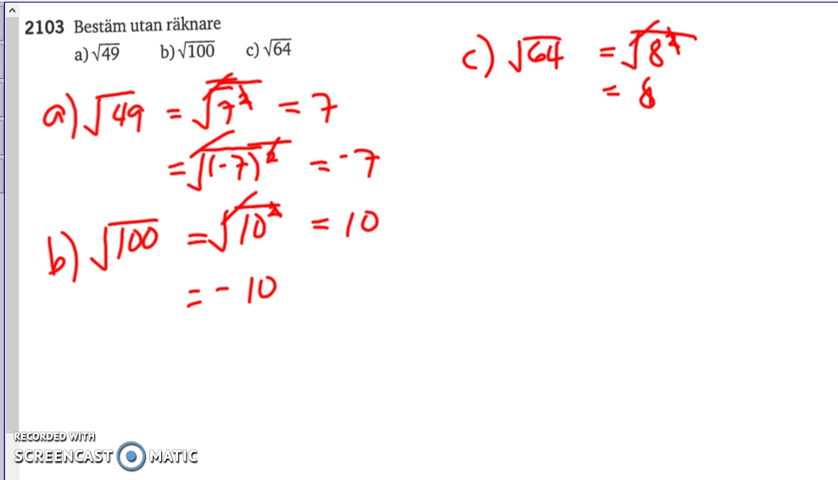 2103 Bestäm utan räknare
a) √49 b) √100 c) √64
a) √49 = √7² = 7
= √(-7)² = -7
b) √100 = √10² = 10
= - 10
c) √64 = √8²
= 8
RECORDED WITH
SCREENCAST MATIC